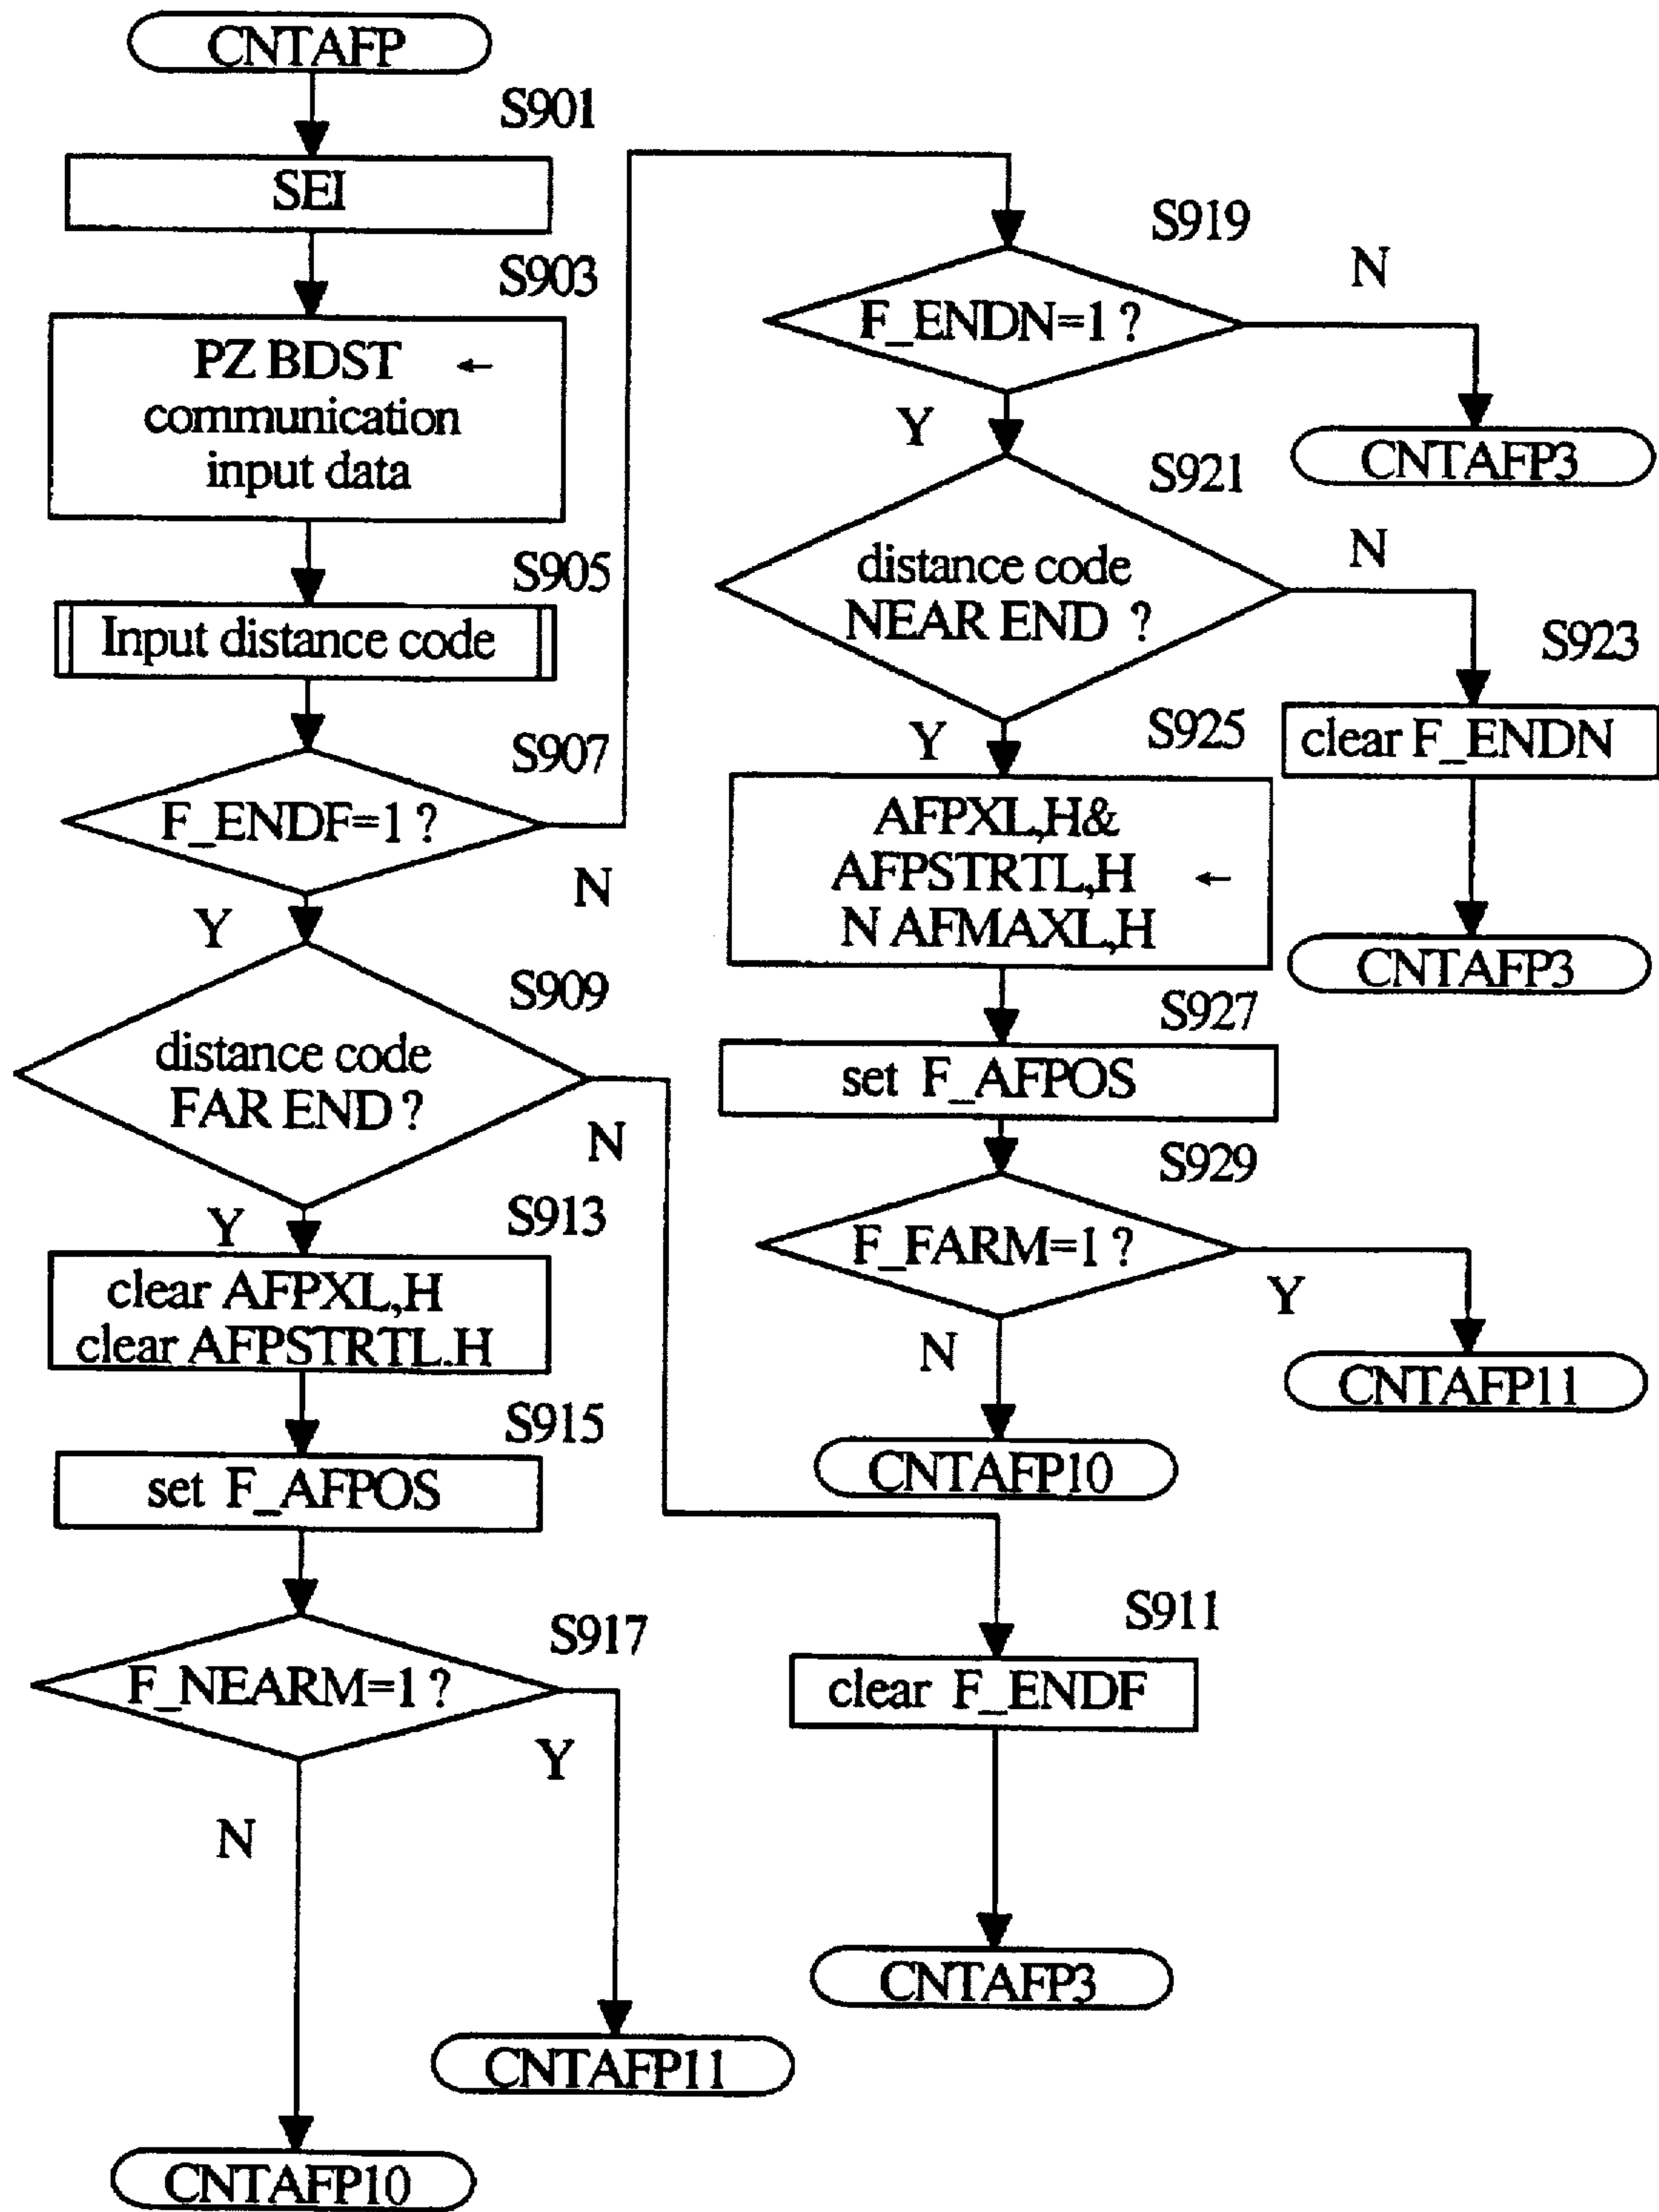 CNTAFP
S901
SEI
S903
PZ BDST ←
communication
input data
S905
Input distance code
S907
F_ENDF=1 ?
N
Y
S909
distance code
FAR END ?
N
Y
S913
clear AFPXL,H
clear AFPSTRTL.H
S915
set F_AFPOS
S917
F_NEARM=1 ?
Y
N
CNTAFP11
CNTAFP10
S919
N
F_ENDN=1 ?
Y
CNTAFP3
S921
N
distance code
NEAR END ?
S923
Y
clear F_ENDN
CNTAFP3
S925
AFPXL,H&
AFPSTRTL,H ←
N AFMAXL,H
S927
set F_AFPOS
S929
F_FARM=1 ?
Y
N
CNTAFP11
CNTAFP10
S911
clear F_ENDF
CNTAFP3